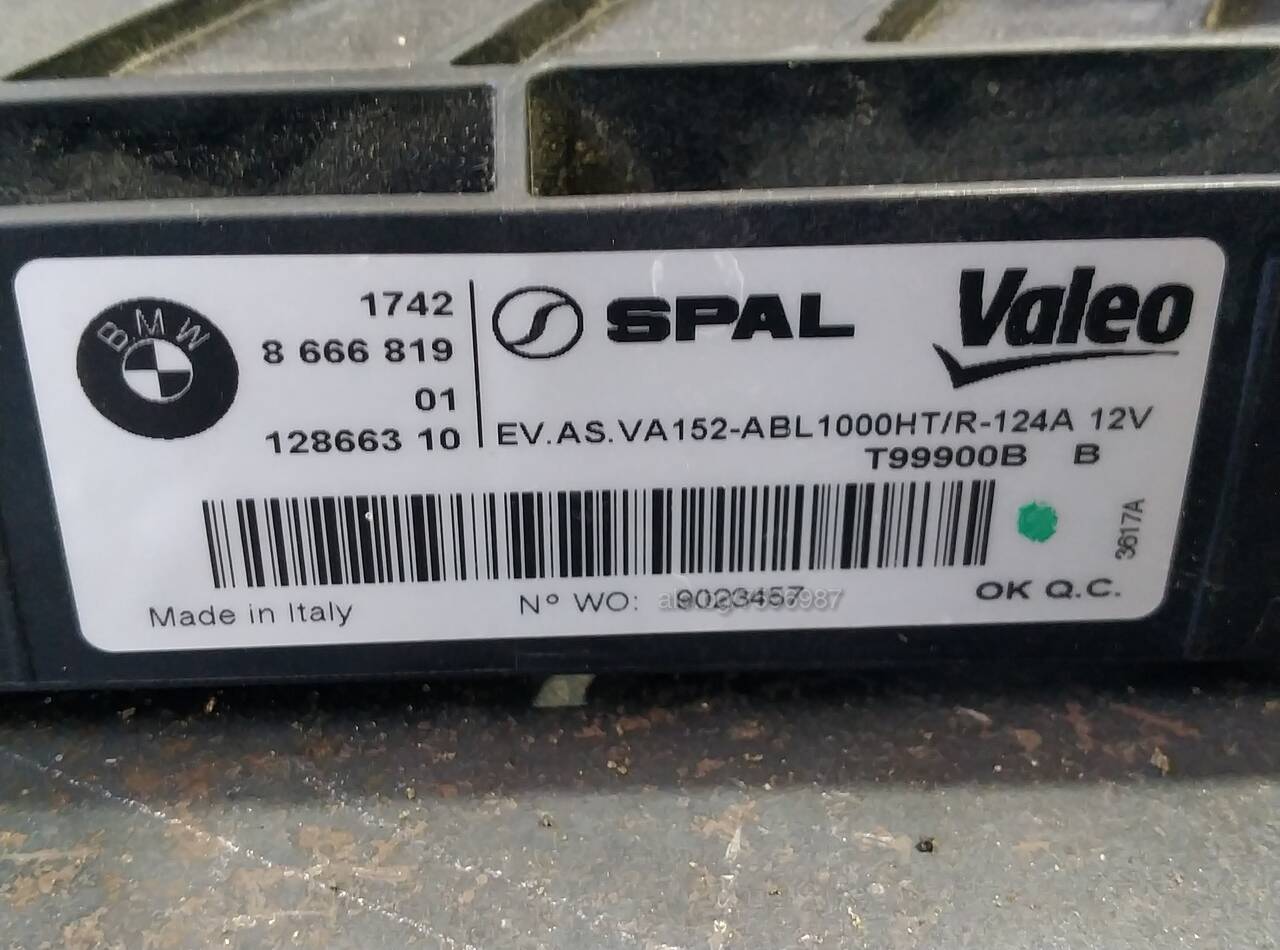 BMW
1742
8 666 819
01
128663 10
SPAL
Valeo
EV.AS.VA152-ABL1000HT/R-124A 12V
T99900B B
3617A
Made in Italy
Nº WO: 9023457
OK Q.C.